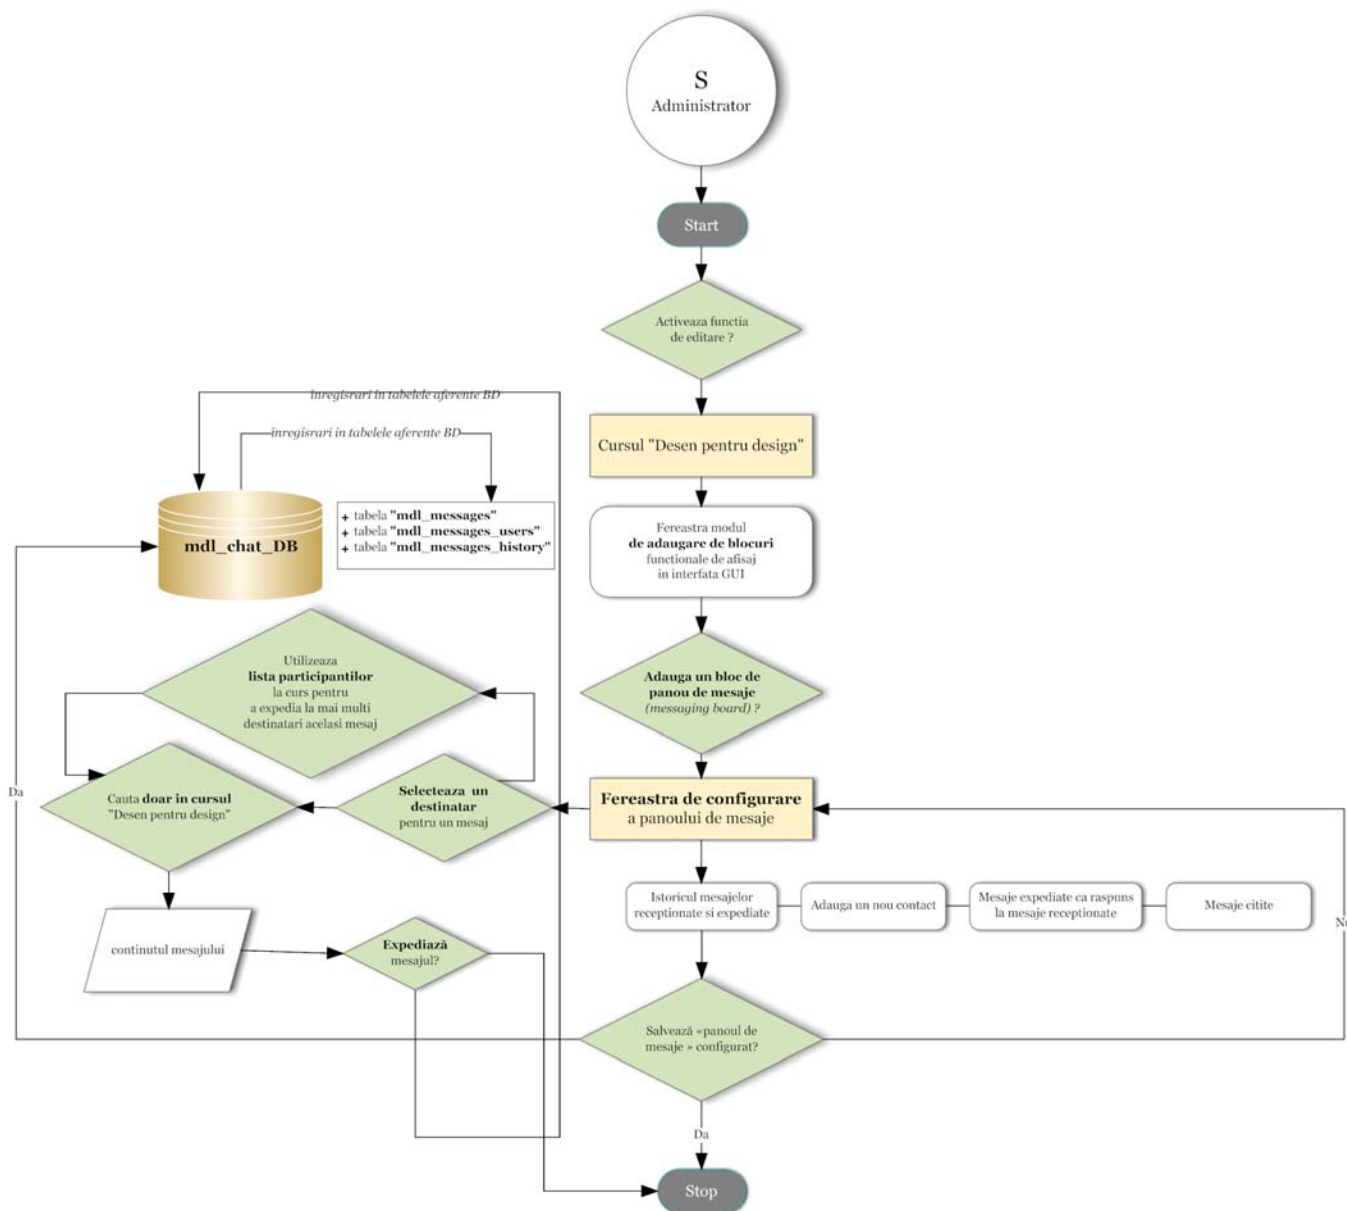 S
Administrator
Start
Activeaza functia
de editare ?
inregisrari in tabelele aferente BD
inregisrari in tabelele aferente BD
Cursul "Desen pentru design"
mdl_chat_DB
+ tabela "mdl_messages"
+ tabela "mdl_messages_users"
+ tabela "mdl_messages_history"
Fereastra modul
de adaugare de blocuri
functionale de afisaj
in interfata GUI
Utilizeaza
lista participantilor
la curs pentru
a expedia la mai multi
destinatari acelasi mesaj
Adauga un bloc de
panou de mesaje
(messaging board) ?
Da
Cauta doar in cursul
"Desen pentru design"
Selecteaza un
destinatar
pentru un mesaj
Fereastra de configurare
a panoului de mesaje
Istoricul mesajelor
receptionate si expediate
Adauga un nou contact
Mesaje expediate ca raspuns
la mesaje receptionate
Mesaje citite
Nu
continutul mesajului
Expediază
mesajul?
Salvează «panoul de
mesaje » configurat?
Da
Stop